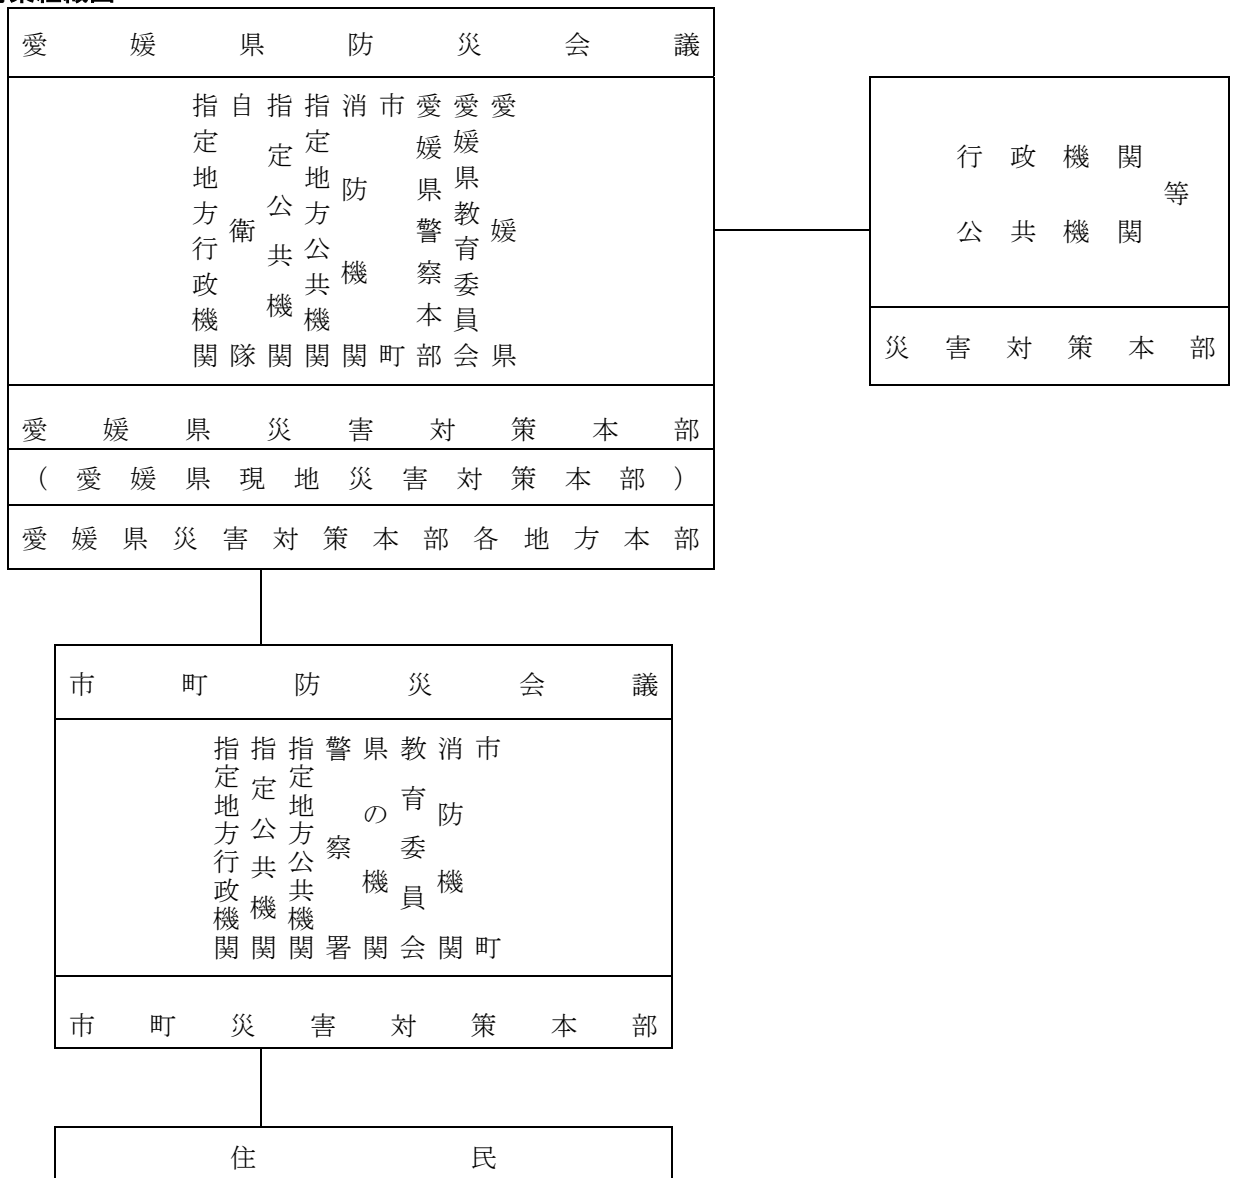 愛媛県防災会議
愛媛県
愛媛県教育委員会
愛媛県警察本部
市町
消防機関
指定地方公共機関
指定公共機関
自衛隊
指定地方行政機関
愛媛県災害対策本部
(愛媛県現地災害対策本部)
愛媛県災害対策本部各地方本部
行政機関
公共機関
等
災害対策本部
市町防災会議
市町
消防機関
教育委員会
県の機関
警察署
指定地方公共機関
指定公共機関
指定地方行政機関
市町災害対策本部
住民